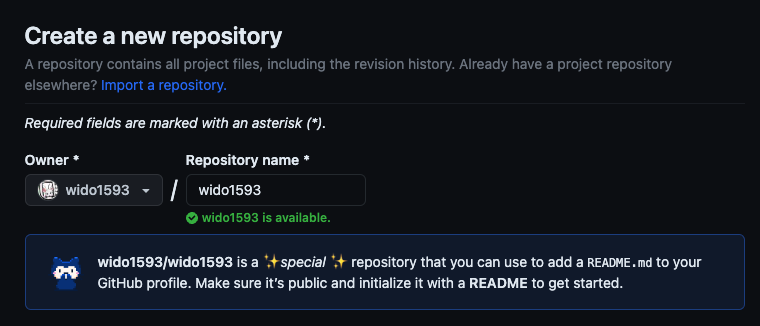 Create a new repository
A repository contains all project files, including the revision history. Already have a project repository
elsewhere? Import a repository.
Required fields are marked with an asterisk (*).
Owner * Repository name *
wido1593 / wido1593
wido1593 is available.
wido1593/wido1593 is a ✨special ✨ repository that you can use to add a README.md to your
GitHub profile. Make sure it’s public and initialize it with a README to get started.